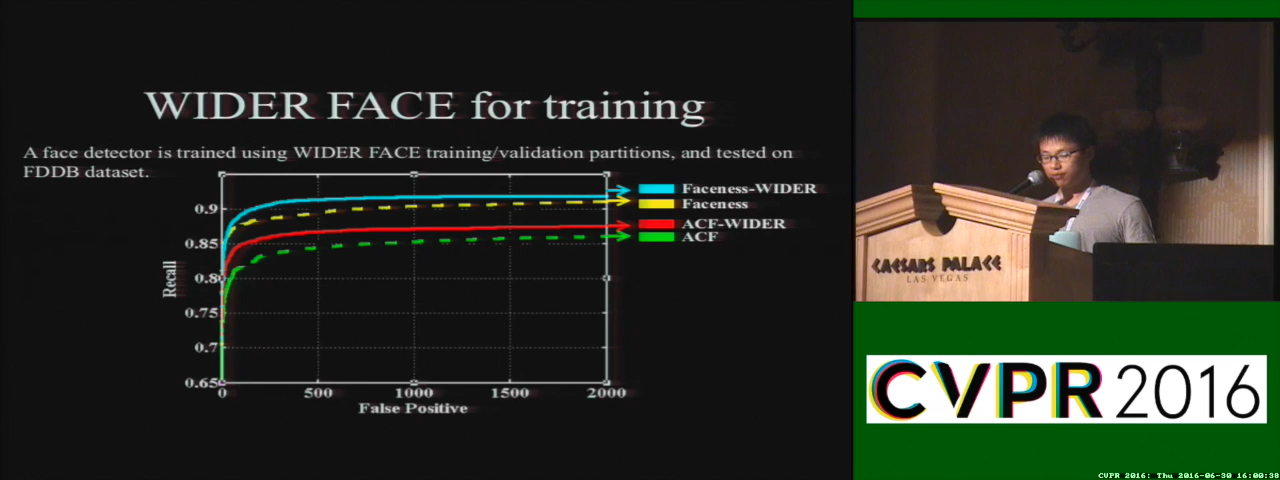 WIDER FACE for training
A face detector is trained using WIDER FACE training/validation partitions, and tested on
FDDB dataset.
Faceness-WIDER
Faceness
ACF-WIDER
ACF
0.9
0.85
0.8
0.75
0.7
0.65
Recall
0 500 1000 1500 2000
False Positive
CAESARS PALACE
LAS VEGAS
CVPR 2016
CVPR 2016: Thu 2016-06-30 16:00:38